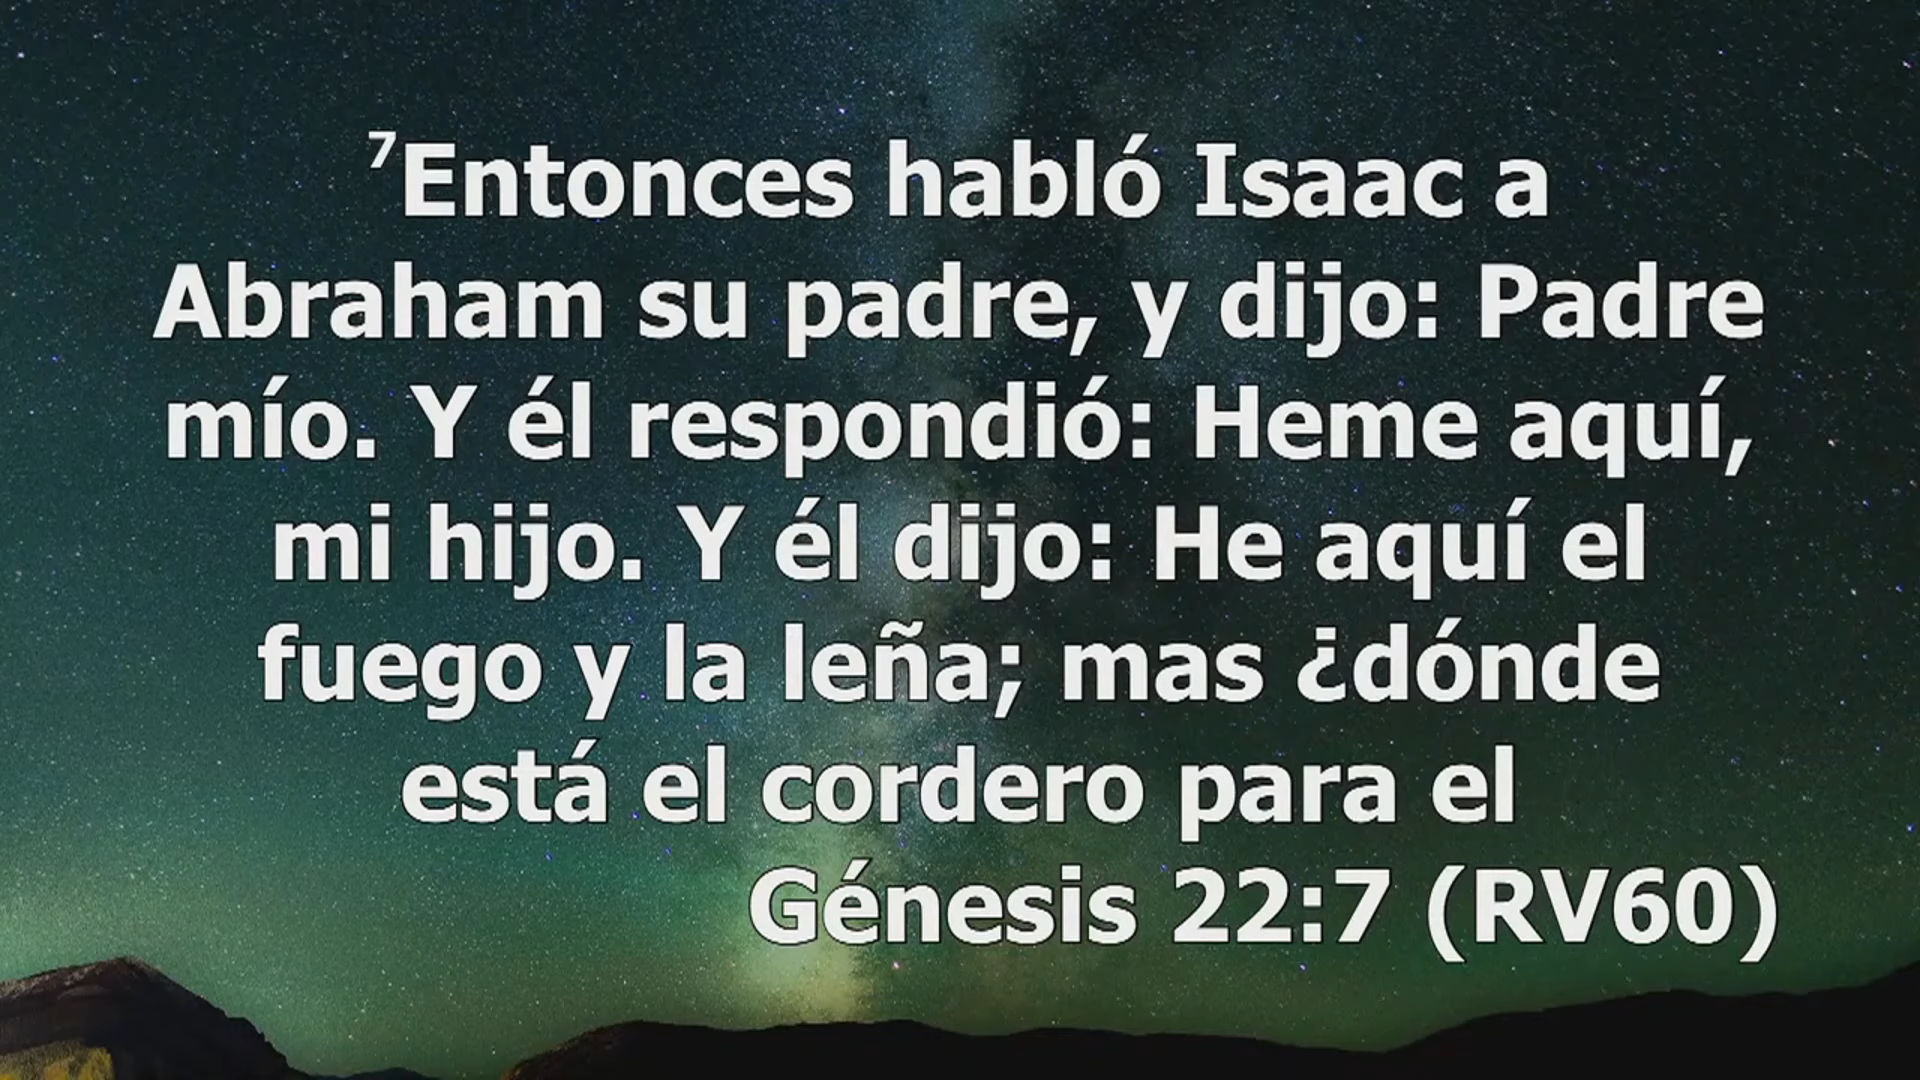 ⁷Entonces habló Isaac a
Abraham su padre, y dijo: Padre
mío. Y él respondió: Heme aquí,
mi hijo. Y él dijo: He aquí el
fuego y la leña; mas ¿dónde
está el cordero para el
Génesis 22:7 (RV60)